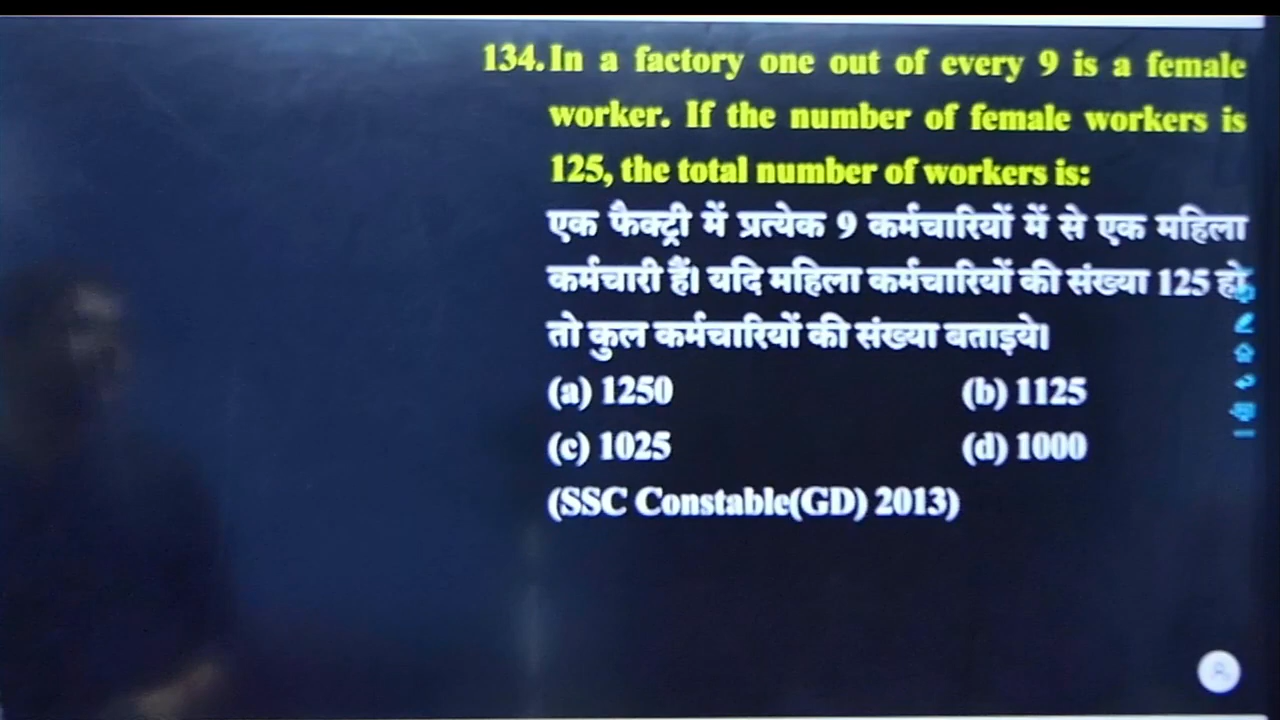 134. In a factory one out of every 9 is a female
worker. If the number of female workers is
125, the total number of workers is:
एक फैक्ट्री में प्रत्येक 9 कर्मचारियों में से एक महिला
कर्मचारी हैं। यदि महिला कर्मचारियों की संख्या 125 हो,
तो कुल कर्मचारियों की संख्या बताइये।
(a) 1250 (b) 1125
(c) 1025 (d) 1000
(SSC Constable(GD) 2013)